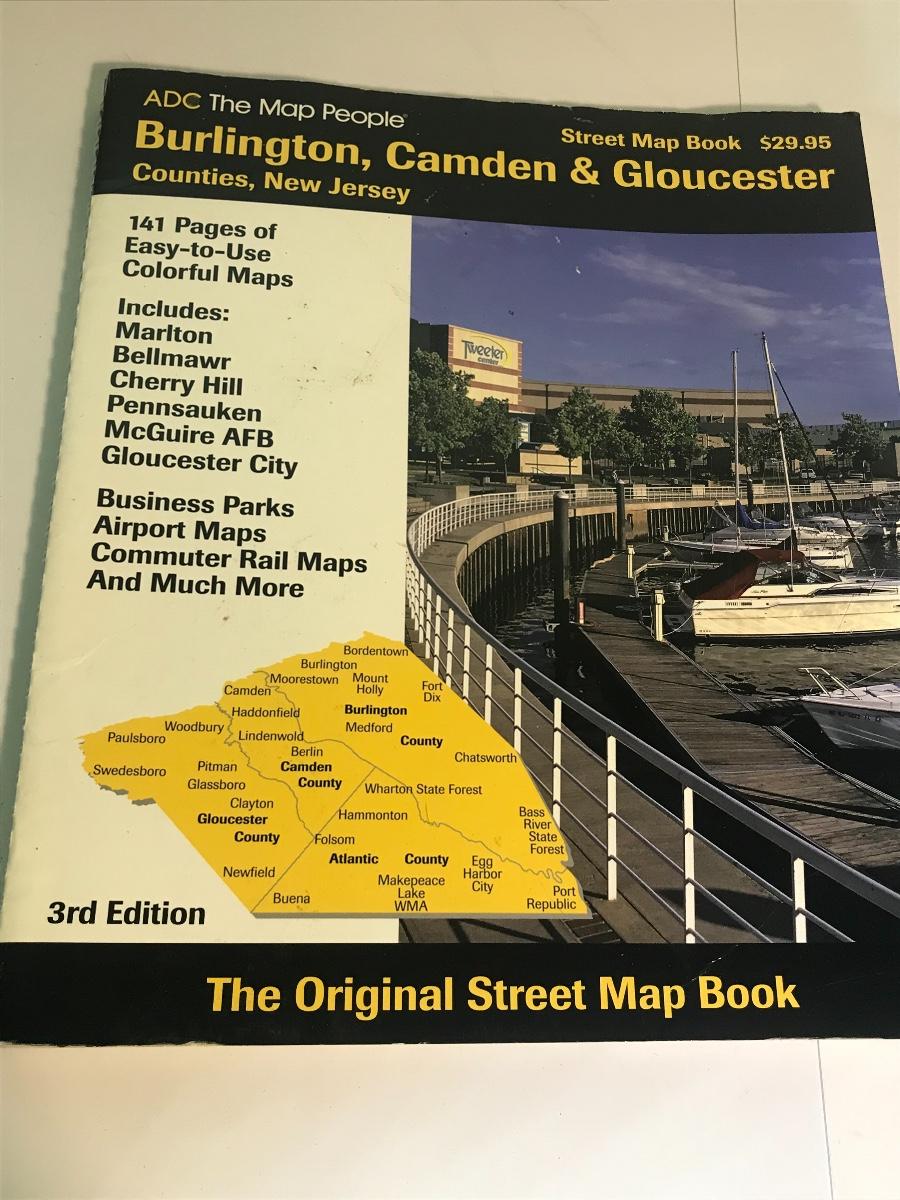 ADC The Map People®
Street Map Book $29.95
Burlington, Camden & Gloucester
Counties, New Jersey
141 Pages of
Easy-to-Use
Colorful Maps
Includes:
Marlton
Bellmawr
Cherry Hill
Pennsauken
McGuire AFB
Gloucester City
Business Parks
Airport Maps
Commuter Rail Maps
And Much More
Tweeter
center
Bordentown
Burlington
Moorestown
Mount
Holly
Camden
Fort
Dix
Haddonfield
Burlington
County
Woodbury
Medford
Paulsboro
Lindenwold
Berlin
Chatsworth
Swedesboro
Pitman
Camden
County
Glassboro
Wharton State Forest
Clayton
Hammonton
Gloucester
County
Bass
River
State
Forest
Folsom
Atlantic County
Egg
Harbor
City
Newfield
Makepeace
Lake
WMA
Buena
Port
Republic
3rd Edition
The Original Street Map Book